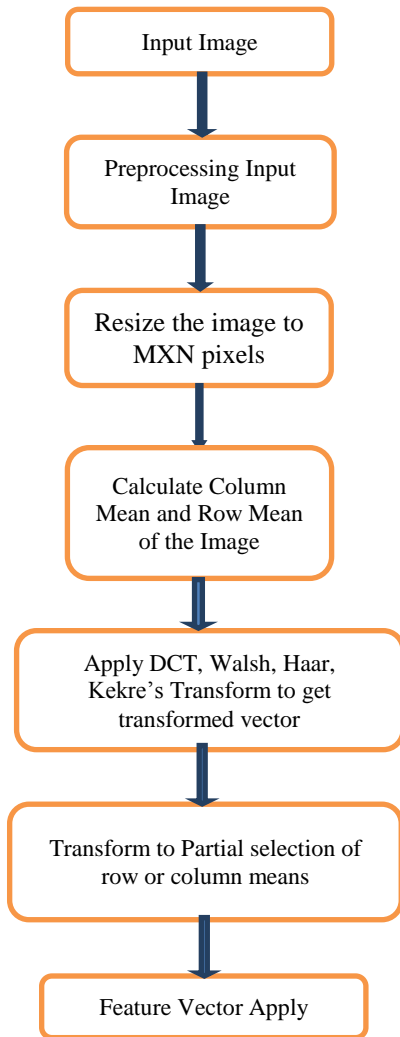 Input Image
Preprocessing Input
Image
Resize the image to
MXN pixels
Calculate Column
Mean and Row Mean
of the Image
Apply DCT, Walsh, Haar,
Kekre’s Transform to get
transformed vector
Transform to Partial selection of
row or column means
Feature Vector Apply